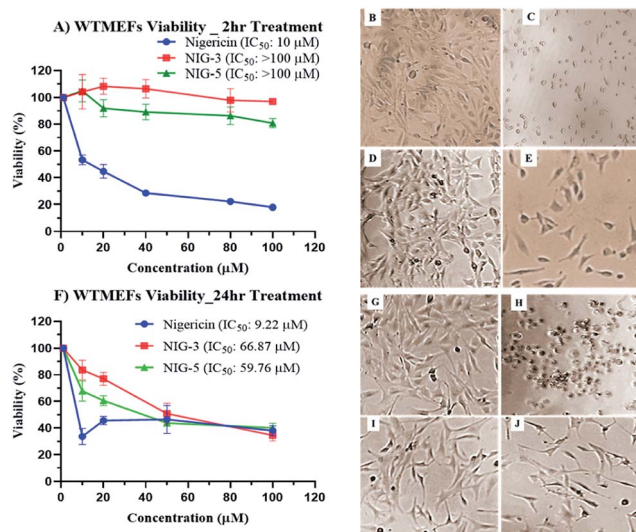 A) WTMEFs Viability _ 2hr Treatment
Nigericin (IC50: 10 µM)
NIG-3 (IC50: >100 µM)
NIG-5 (IC50: >100 µM)
Viability (%)
120
100
80
60
40
20
0
0 20 40 60 80 100 120
Concentration (µM)
B
C
D
E
F) WTMEFs Viability_24hr Treatment
Nigericin (IC50: 9.22 µM)
NIG-3 (IC50: 66.87 µM)
NIG-5 (IC50: 59.76 µM)
Viability (%)
120
100
80
60
40
20
0
0 20 40 60 80 100 120
Concentration (µM)
G
H
I
J